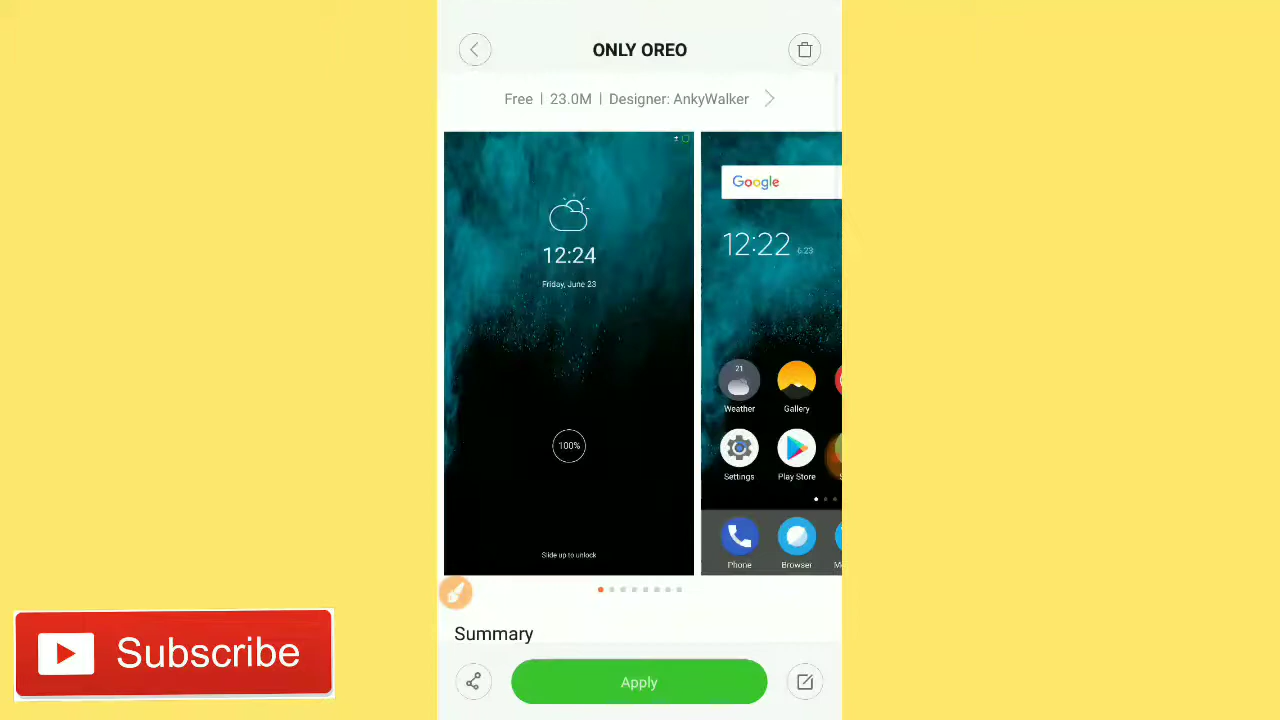 ONLY OREO
Free | 23.0M | Designer: AnkyWalker
12:24
Friday, June 23
100%
Slide up to unlock
Google
12:22
21
Weather
Gallery
Settings
Play Store
Phone
Browser
Summary
Apply
Subscribe